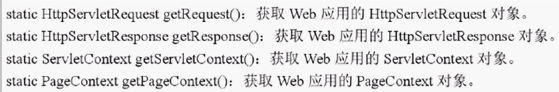 static HttpServletRequest getRequest()：获取 Web 应用的 HttpServletRequest 对象。
static HttpServletResponse getResponse()：获取 Web 应用的 HttpServletResponse 对象。
static ServletContext getServletContext()：获取 Web 应用的 ServletContext 对象。
static PageContext getPageContext()：获取 Web 应用的 PageContext 对象。